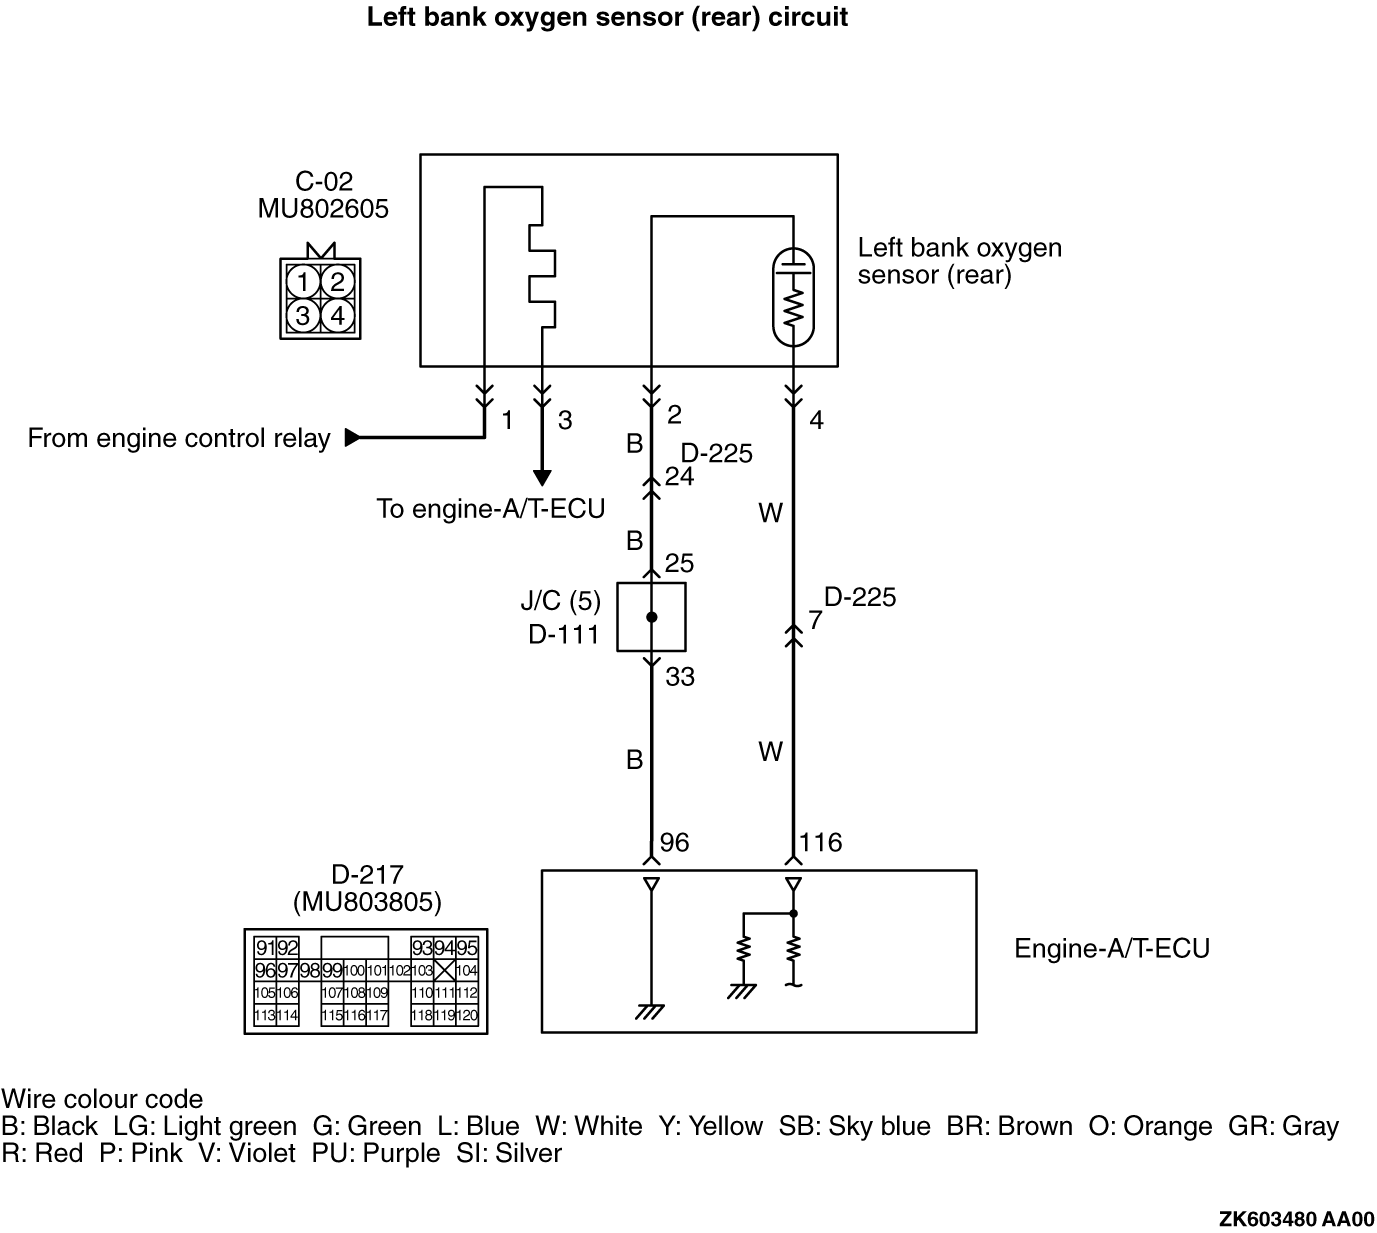 Left bank oxygen sensor (rear) circuit
C-02
MU802605
1 2
3 4
Left bank oxygen
sensor (rear)
1 3 2 4
From engine control relay
B
D-225
24
To engine-A/T-ECU
W
B
25
J/C (5)
D-111
D-225
7
33
B
W
96 116
D-217
(MU803805)
91 92 93 94 95
96 97 98 99 100 101 102 103 104
105 106 107 108 109 110 111 112
113 114 115 116 117 118 119 120
Engine-A/T-ECU
Wire colour code
B: Black LG: Light green G: Green L: Blue W: White Y: Yellow SB: Sky blue BR: Brown O: Orange GR: Gray
R: Red P: Pink V: Violet PU: Purple SI: Silver
ZK603480 AA00